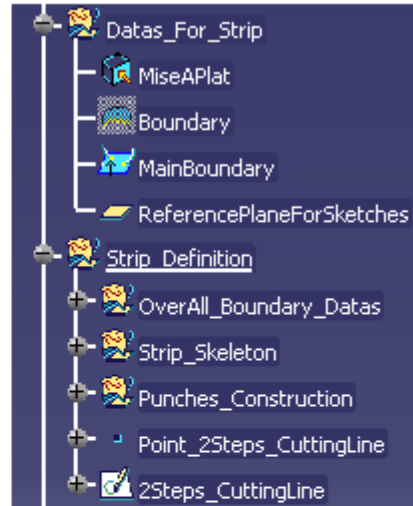 Datas_For_Strip
MiseAPlat
Boundary
MainBoundary
ReferencePlaneForSketches
Strip_Definition
OverAll_Boundary_Datas
Strip_Skeleton
Punches_Construction
Point_2Steps_CuttingLine
2Steps_CuttingLine